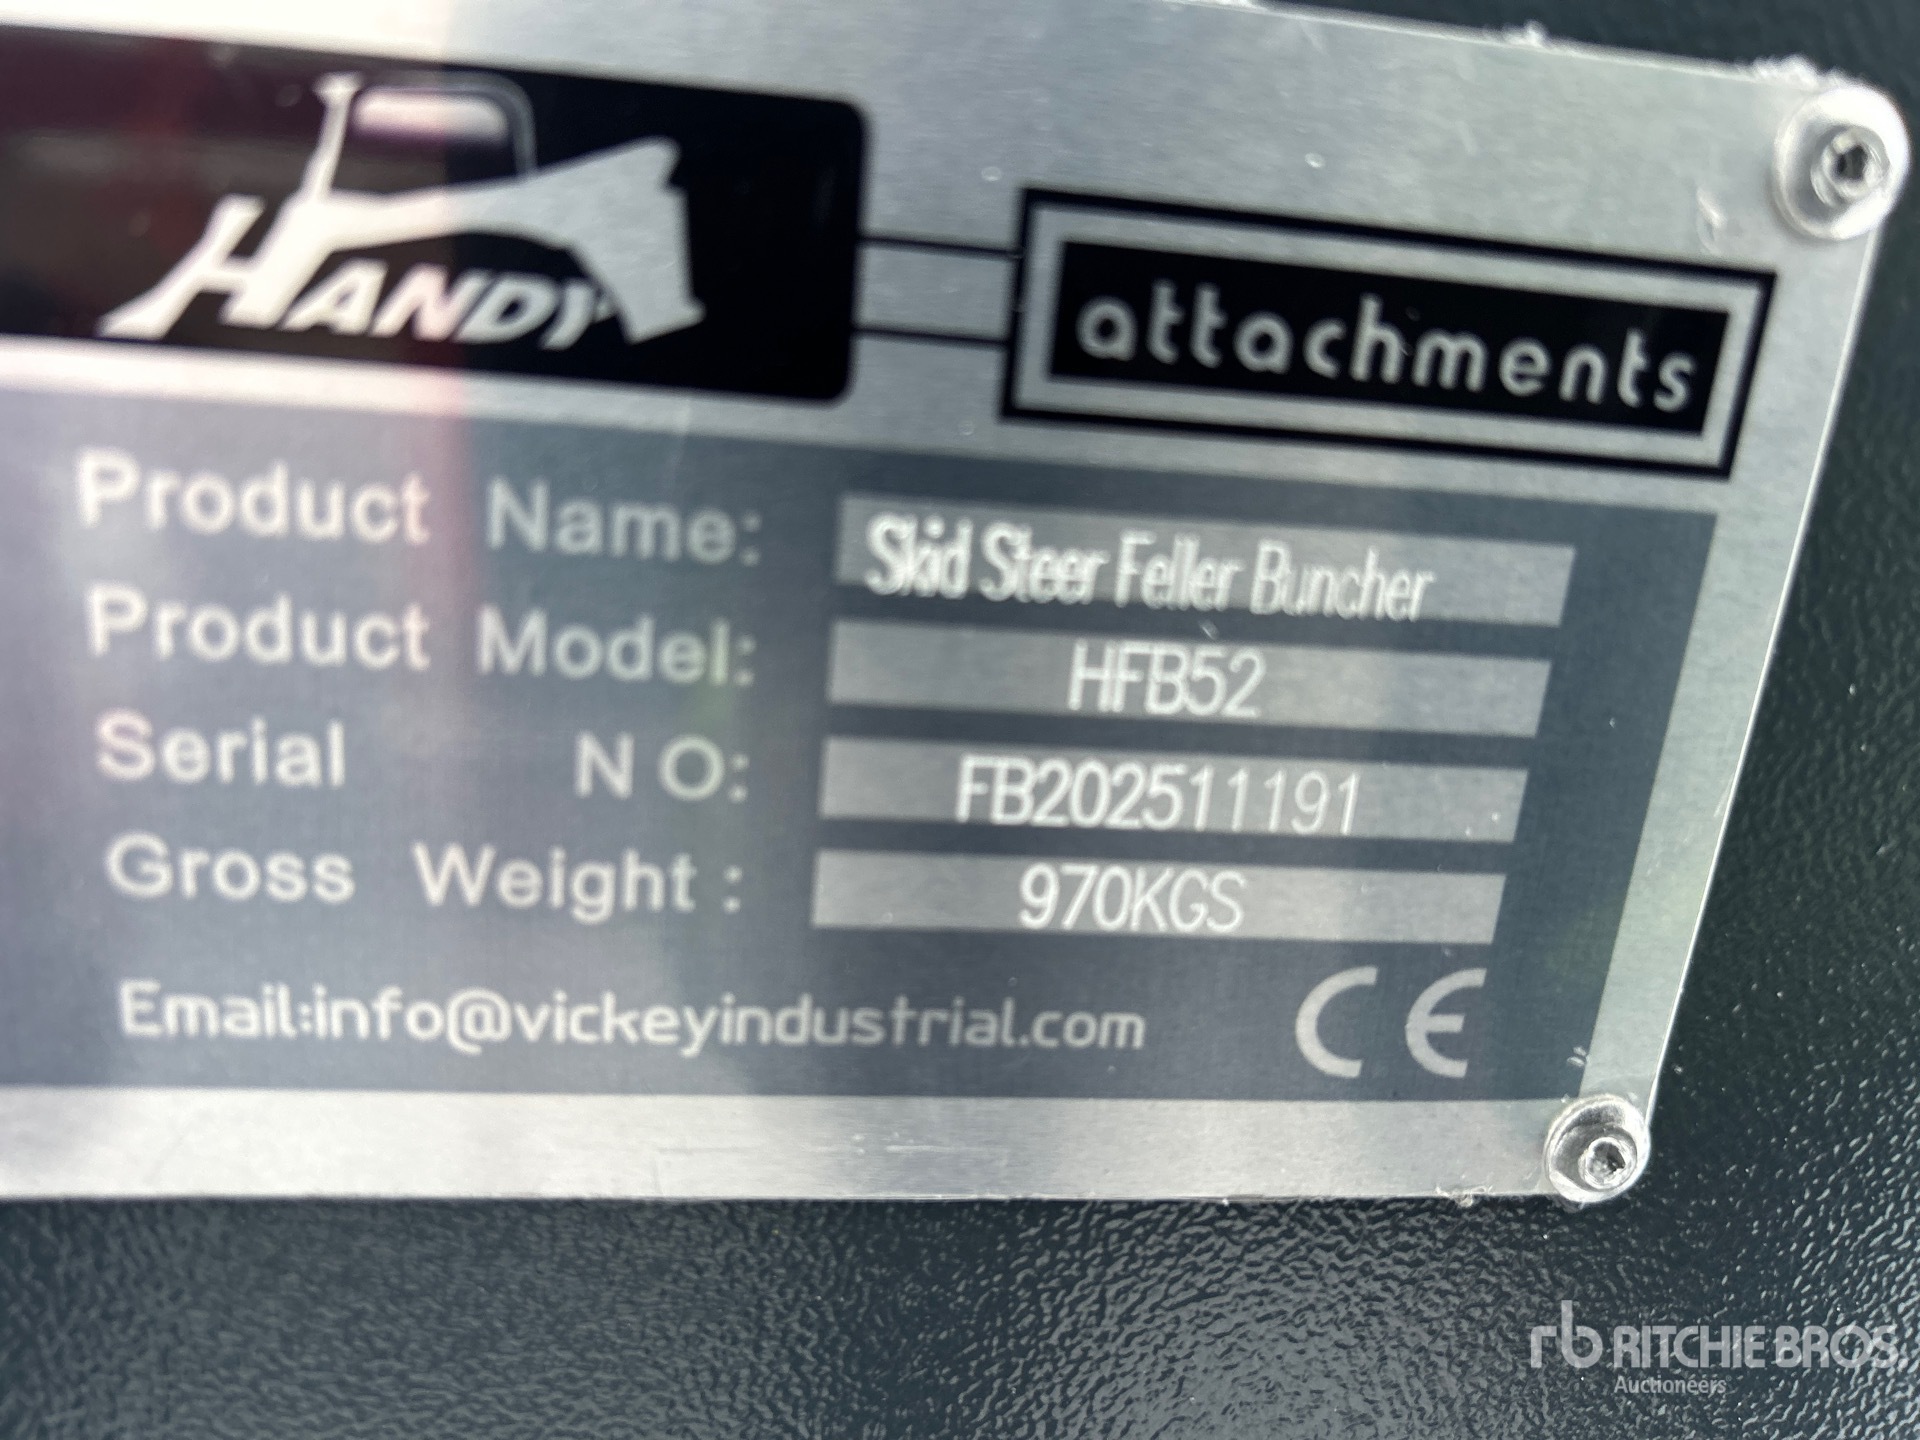 HANDY
attachments
Product Name: Skid Steer Feller Buncher
Product Model: HFB52
Serial NO: FB202511191
Gross Weight: 970KGS
Email:info@vickeyindustrial.com
CE
rb RITCHIE BROS.
Auctioneers